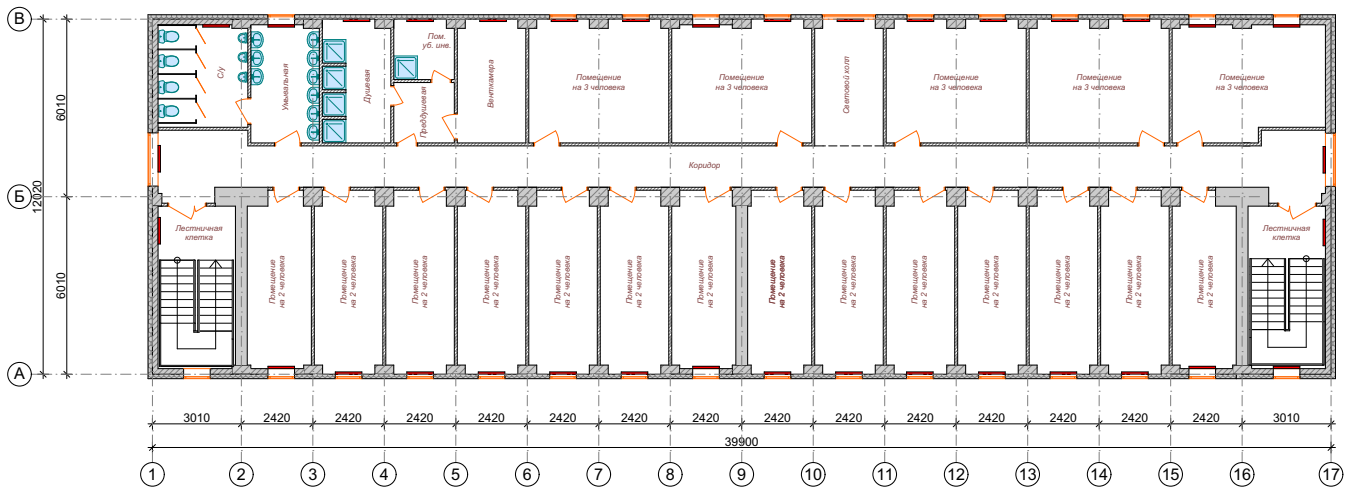 В
Б
А
6010
6010
12020
С/у
Умывальная
Душевая
Пом.
уб. инв.
Преддушевая
Венткамера
Помещение
на 3 человека
Помещение
на 3 человека
Световой холл
Помещение
на 3 человека
Помещение
на 3 человека
Помещение
на 3 человека
Коридор
Лестничная
клетка
Помещение
на 2 человека
Помещение
на 2 человека
Помещение
на 2 человека
Помещение
на 2 человека
Помещение
на 2 человека
Помещение
на 2 человека
Помещение
на 2 человека
Помещение
на 2 человека
Помещение
на 2 человека
Помещение
на 2 человека
Помещение
на 2 человека
Помещение
на 2 человека
Помещение
на 2 человека
Помещение
на 2 человека
Лестничная
клетка
3010 2420 2420 2420 2420 2420 2420 2420 2420 2420 2420 2420 2420 2420 2420 3010
39900
1 2 3 4 5 6 7 8 9 10 11 12 13 14 15 16 17